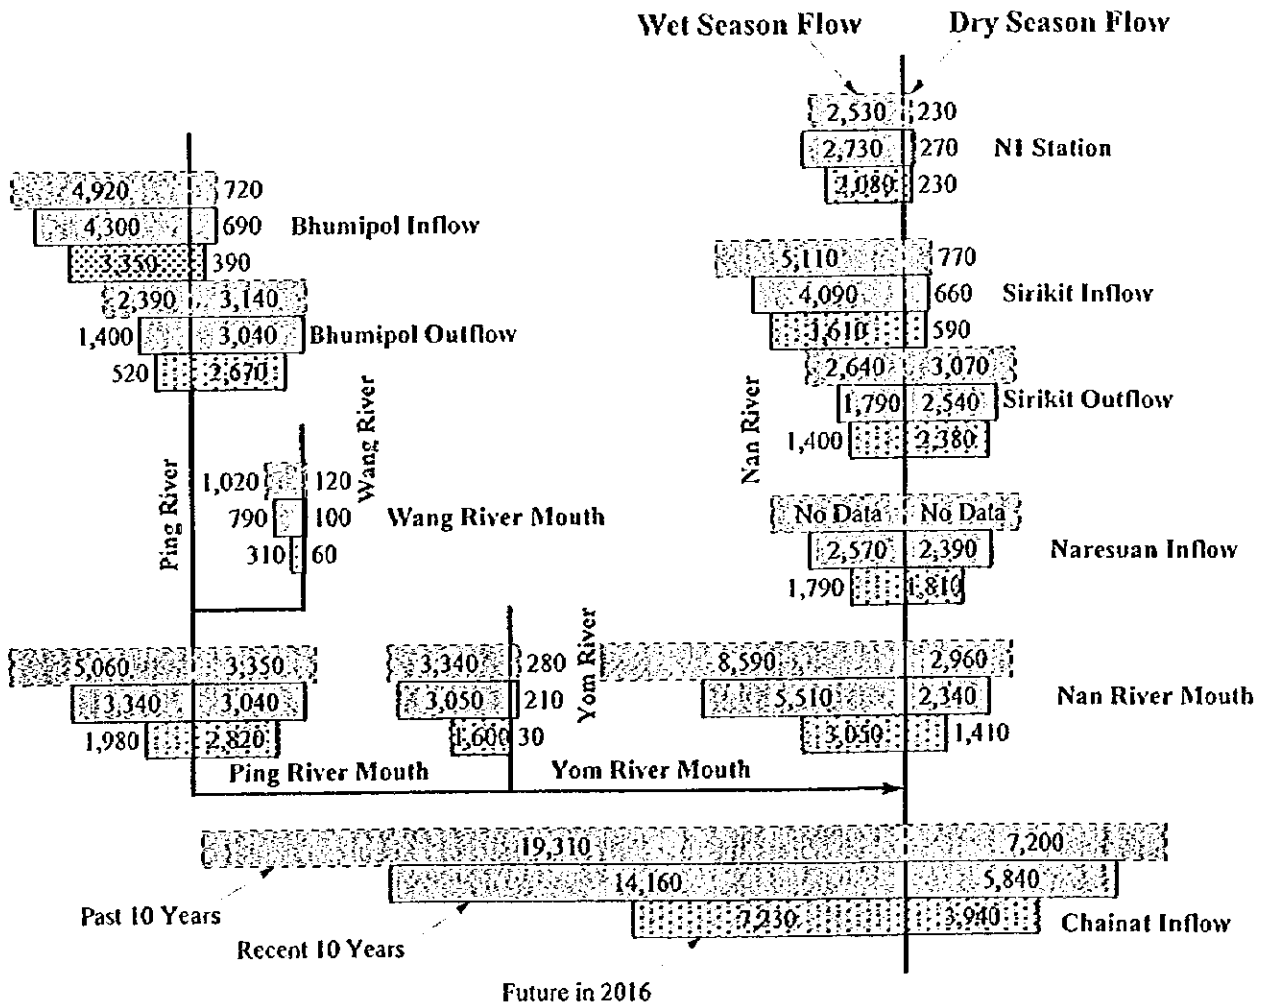 Wet Season Flow Dry Season Flow
2,530 230
2,730 270 N1 Station
2,080 230
4,920 720
4,300 690 Bhumipol Inflow
3,350 390
2,390 3,140
1,400 3,040 Bhumipol Outflow
520 2,670
5,110 770
4,090 660 Sirikit Inflow
3,610 590
2,640 3,070
1,790 2,540 Sirikit Outflow
1,400 2,380
Ping River
Wang River
Nan River
1,020 120
790 100 Wang River Mouth
310 60
No Data No Data
2,570 2,390 Naresuan Inflow
1,790 1,810
5,060 3,350
3,340 3,040
1,980 2,820
Ping River Mouth
3,340 280
3,050 210
1,600 30
Yom River
Yom River Mouth
8,590 2,960
5,510 2,340 Nan River Mouth
3,050 1,410
19,310 7,200
14,160 5,840
7,230 3,940 Chainat Inflow
Past 10 Years
Recent 10 Years
Future in 2016